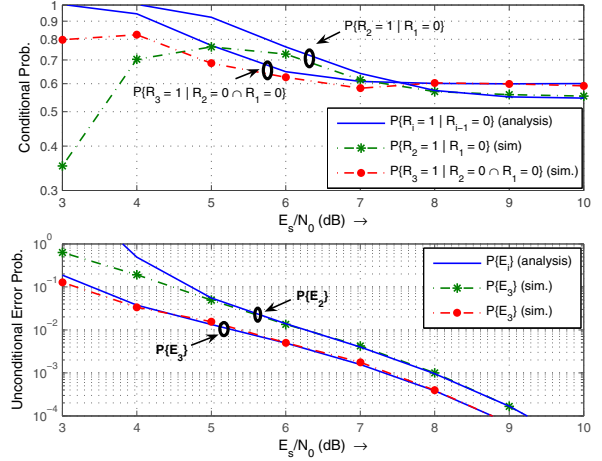 1
0.9
0.8
0.7
0.6
0.5
0.4
0.3
Conditional Prob.
P{R₂ = 1 | R₁ = 0}
P{R₃ = 1 | R₂ = 0 ∩ R₁ = 0}
P{Rᵢ = 1 | Rᵢ₋₁ = 0} (analysis)
P{R₂ = 1 | R₁ = 0} (sim)
P{R₃ = 1 | R₂ = 0 ∩ R₁ = 0} (sim.)
3 4 5 6 7 8 9 10
Eₛ/N₀ (dB) →
10⁰
10⁻¹
10⁻²
10⁻³
10⁻⁴
Unconditional Error Prob.
P{Eᵢ} (analysis)
P{E₃} (sim.)
P{E₃} (sim.)
P{E₂}
P{E₃}
3 4 5 6 7 8 9 10
Eₛ/N₀ (dB) →